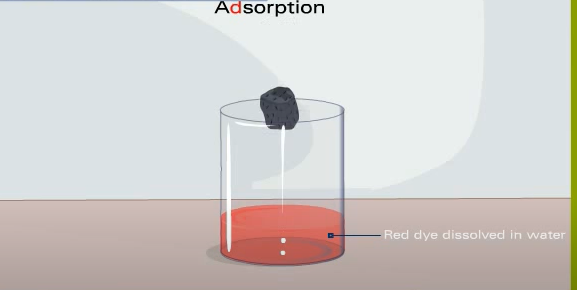 Adsorption
Red dye dissolved in water